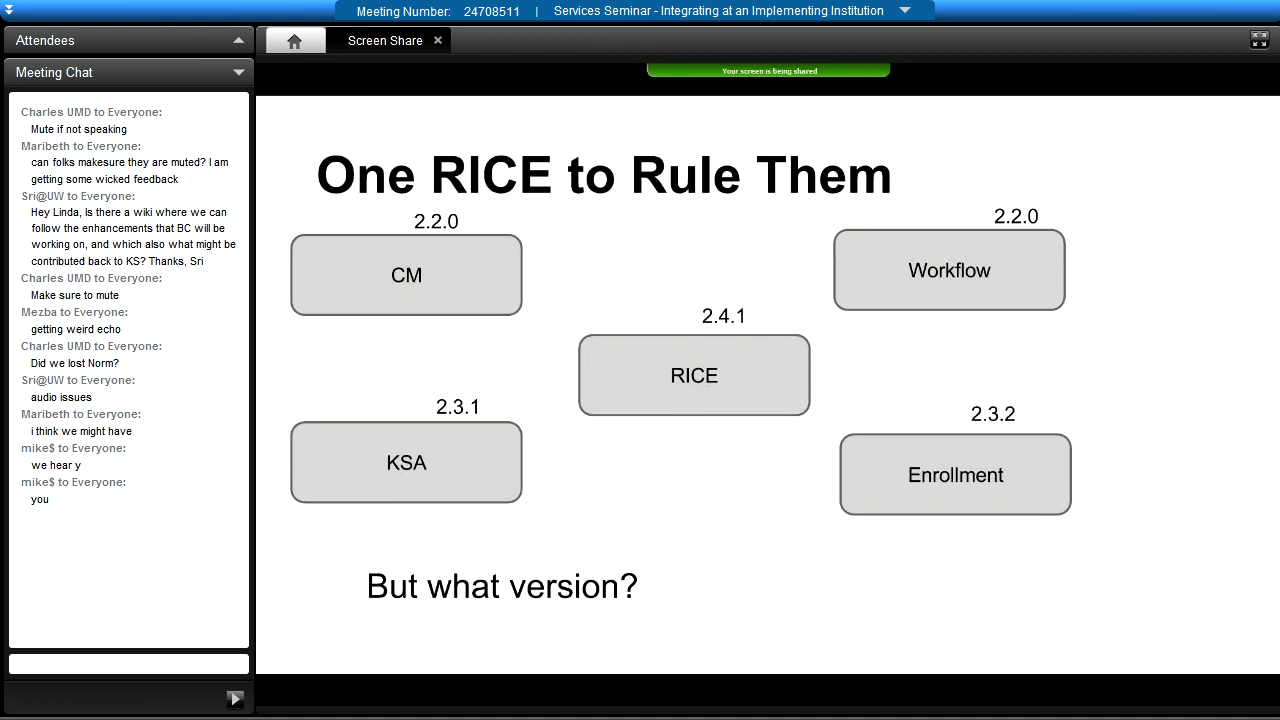 Meeting Number: 24708511 | Services Seminar - Integrating at an Implementing Institution
Attendees
Meeting Chat
Charles UMD to Everyone:
Mute if not speaking
Maribeth to Everyone:
can folks makesure they are muted? I am
getting some wicked feedback
Sri@UW to Everyone:
Hey Linda, Is there a wiki where we can
follow the enhancements that BC will be
working on, and which also what might be
contributed back to KS? Thanks, Sri
Charles UMD to Everyone:
Make sure to mute
Mezba to Everyone:
getting weird echo
Charles UMD to Everyone:
Did we lost Norm?
Sri@UW to Everyone:
audio issues
Maribeth to Everyone:
i think we might have
mike$ to Everyone:
we hear y
mike$ to Everyone:
you
Screen Share
Your screen is being shared
One RICE to Rule Them
2.2.0
CM
2.2.0
Workflow
2.4.1
RICE
2.3.1
KSA
2.3.2
Enrollment
But what version?